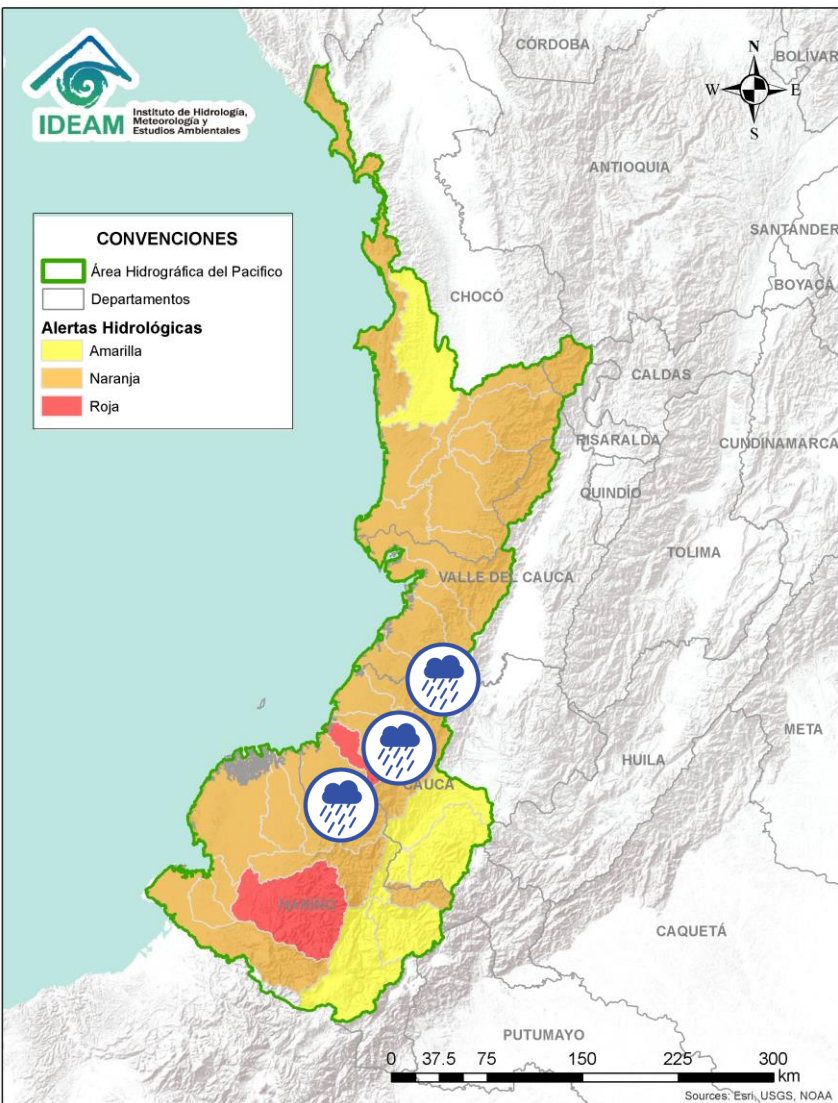 IDEAM
Instituto de Hidrología,
Meteorología y
Estudios Ambientales
CÓRDOBA
BOLÍVAR
N
W
E
S
ANTIOQUIA
SANTANDER
BOYACÁ
CONVENCIONES
Área Hidrográfica del Pacifico
Departamentos
Alertas Hidrológicas
Amarilla
Naranja
Roja
CHOCÓ
CALDAS
RISARALDA
CUNDINAMARCA
QUINDÍO
TOLIMA
VALLE DEL CAUCA
META
HUILA
CAUCA
NARIÑO
CAQUETÁ
PUTUMAYO
0 37.5 75 150 225 300
km
Sources: Esri, USGS, NOAA